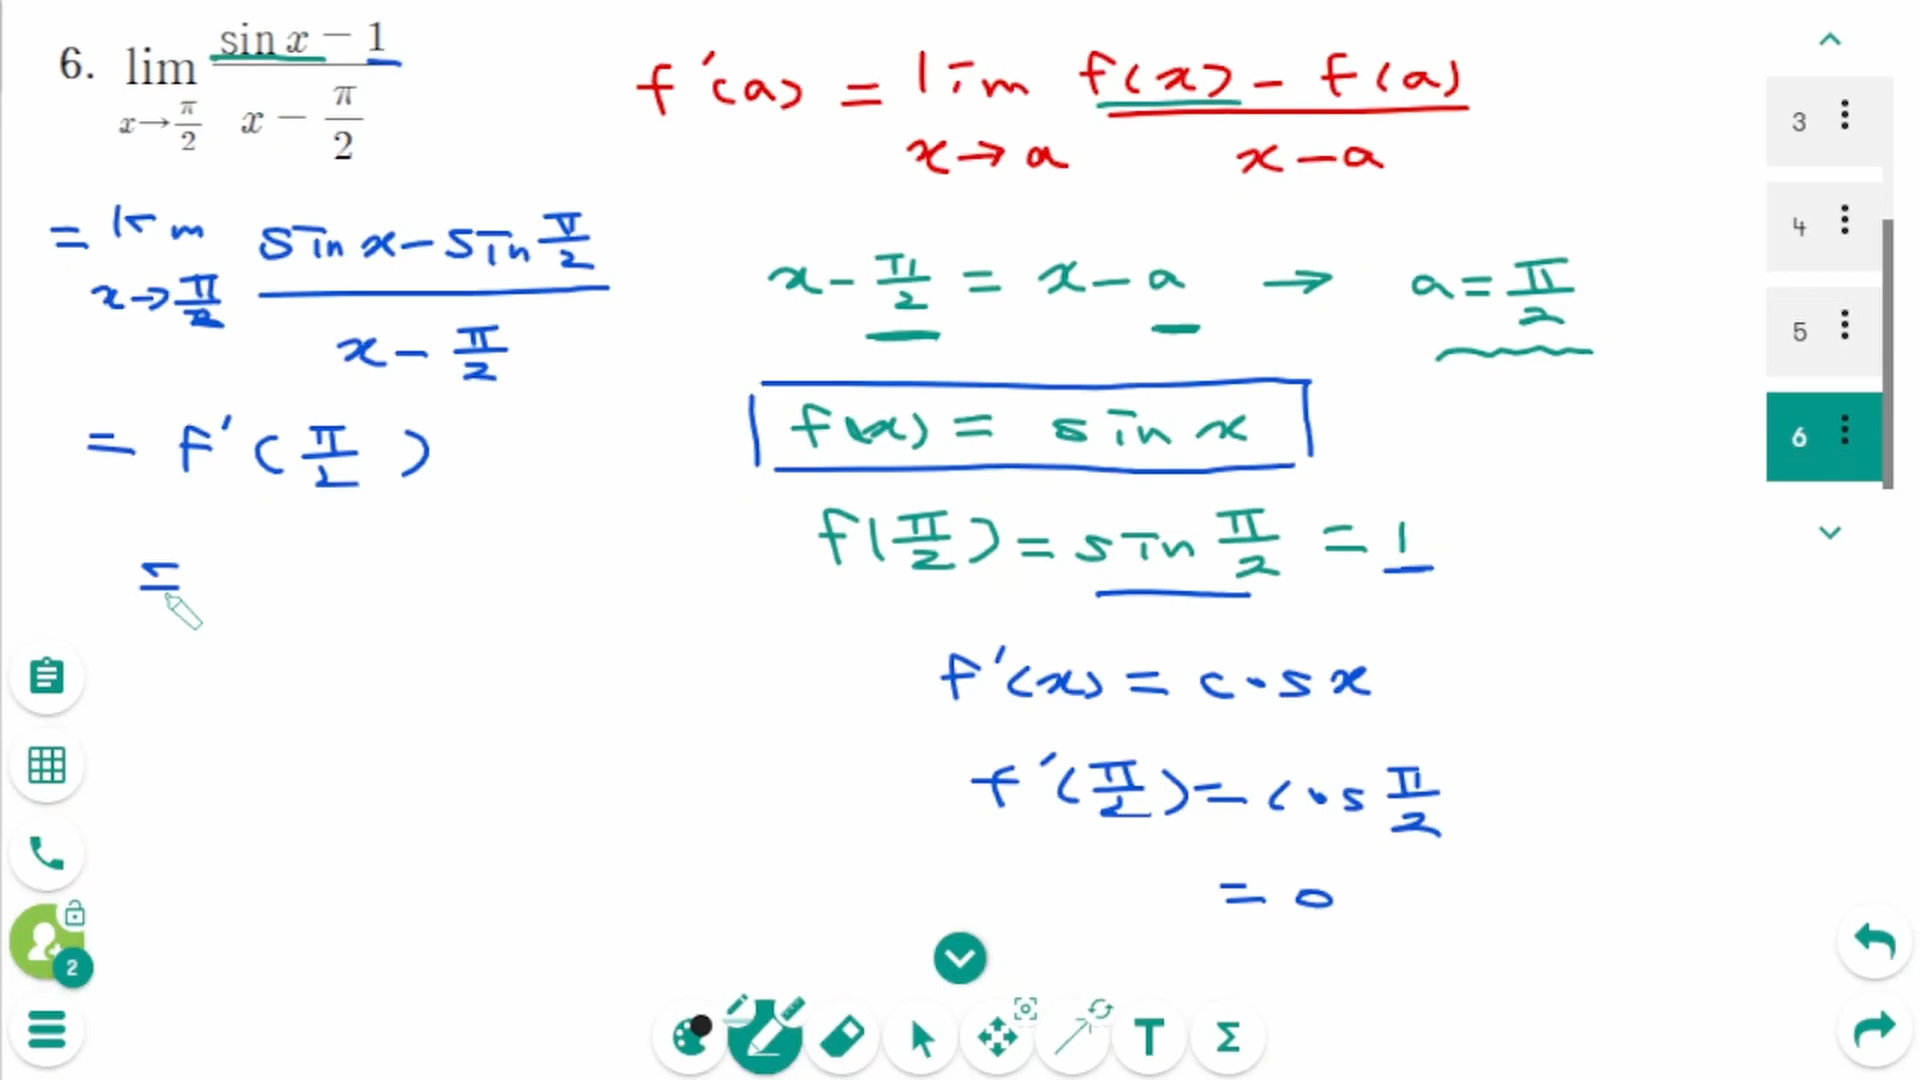 6. lim x→π/2 (sin x − 1)/(x − π/2)
f'(a) = lim x→a (f(x) − f(a))/(x − a)
= lim x→π/2 (sin x − sin π/2)/(x − π/2)
x − π/2 = x − a → a = π/2
= f'(π/2)
f(x) = sin x
f(π/2) = sin π/2 = 1
=
f'(x) = cos x
f'(π/2) = cos π/2
= 0
3
4
5
6
2
T
Σ